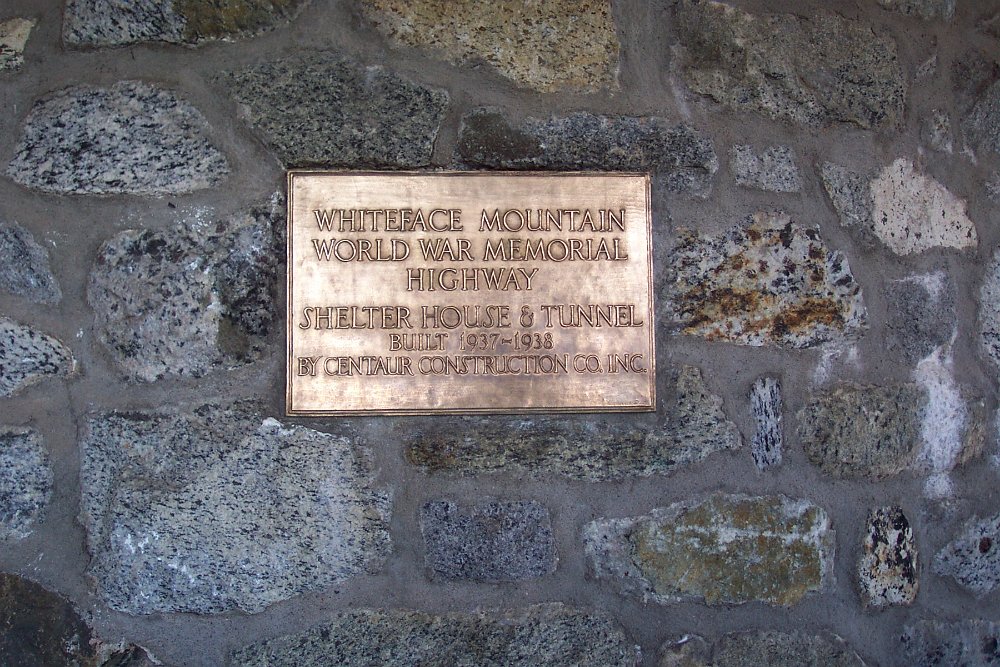 WHITEFACE MOUNTAIN
WORLD WAR MEMORIAL
HIGHWAY
SHELTER HOUSE & TUNNEL
BUILT 1937~1938
BY CENTAUR CONSTRUCTION CO. INC.